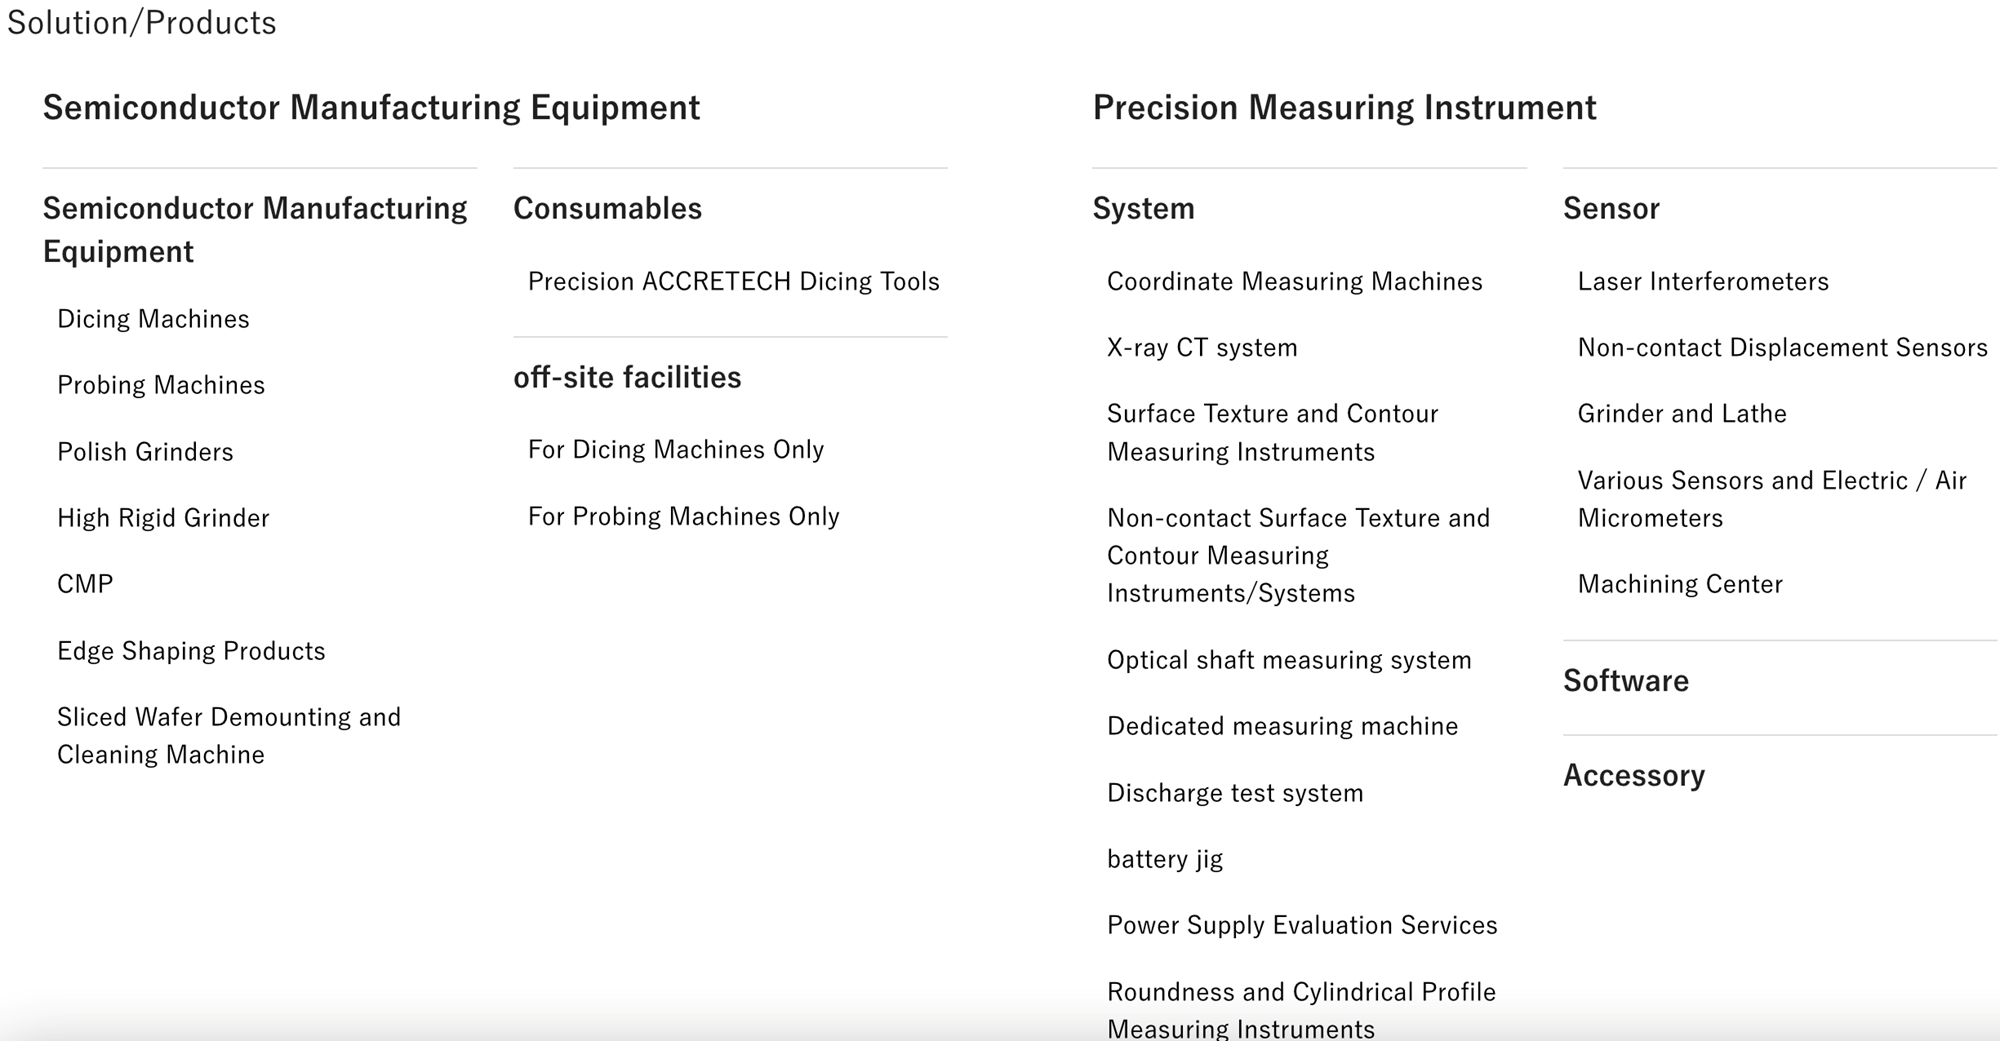 Solution/Products
Semiconductor Manufacturing Equipment
Semiconductor Manufacturing
Equipment
Dicing Machines
Probing Machines
Polish Grinders
High Rigid Grinder
CMP
Edge Shaping Products
Sliced Wafer Demounting and
Cleaning Machine
Consumables
Precision ACCRETECH Dicing Tools
off-site facilities
For Dicing Machines Only
For Probing Machines Only
Precision Measuring Instrument
System
Coordinate Measuring Machines
X-ray CT system
Surface Texture and Contour
Measuring Instruments
Non-contact Surface Texture and
Contour Measuring
Instruments/Systems
Optical shaft measuring system
Dedicated measuring machine
Discharge test system
battery jig
Power Supply Evaluation Services
Roundness and Cylindrical Profile
Measuring Instruments
Sensor
Laser Interferometers
Non-contact Displacement Sensors
Grinder and Lathe
Various Sensors and Electric / Air
Micrometers
Machining Center
Software
Accessory